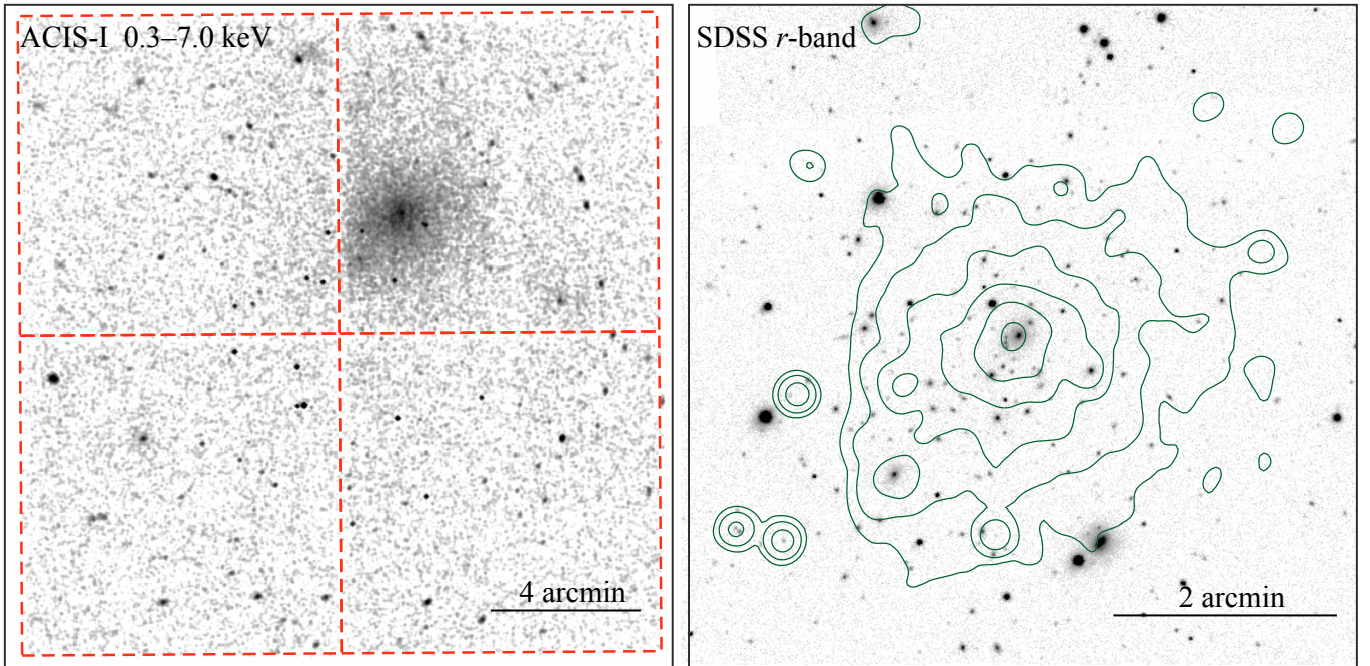 ACIS-I 0.3–7.0 keV
SDSS r-band
4 arcmin
2 arcmin